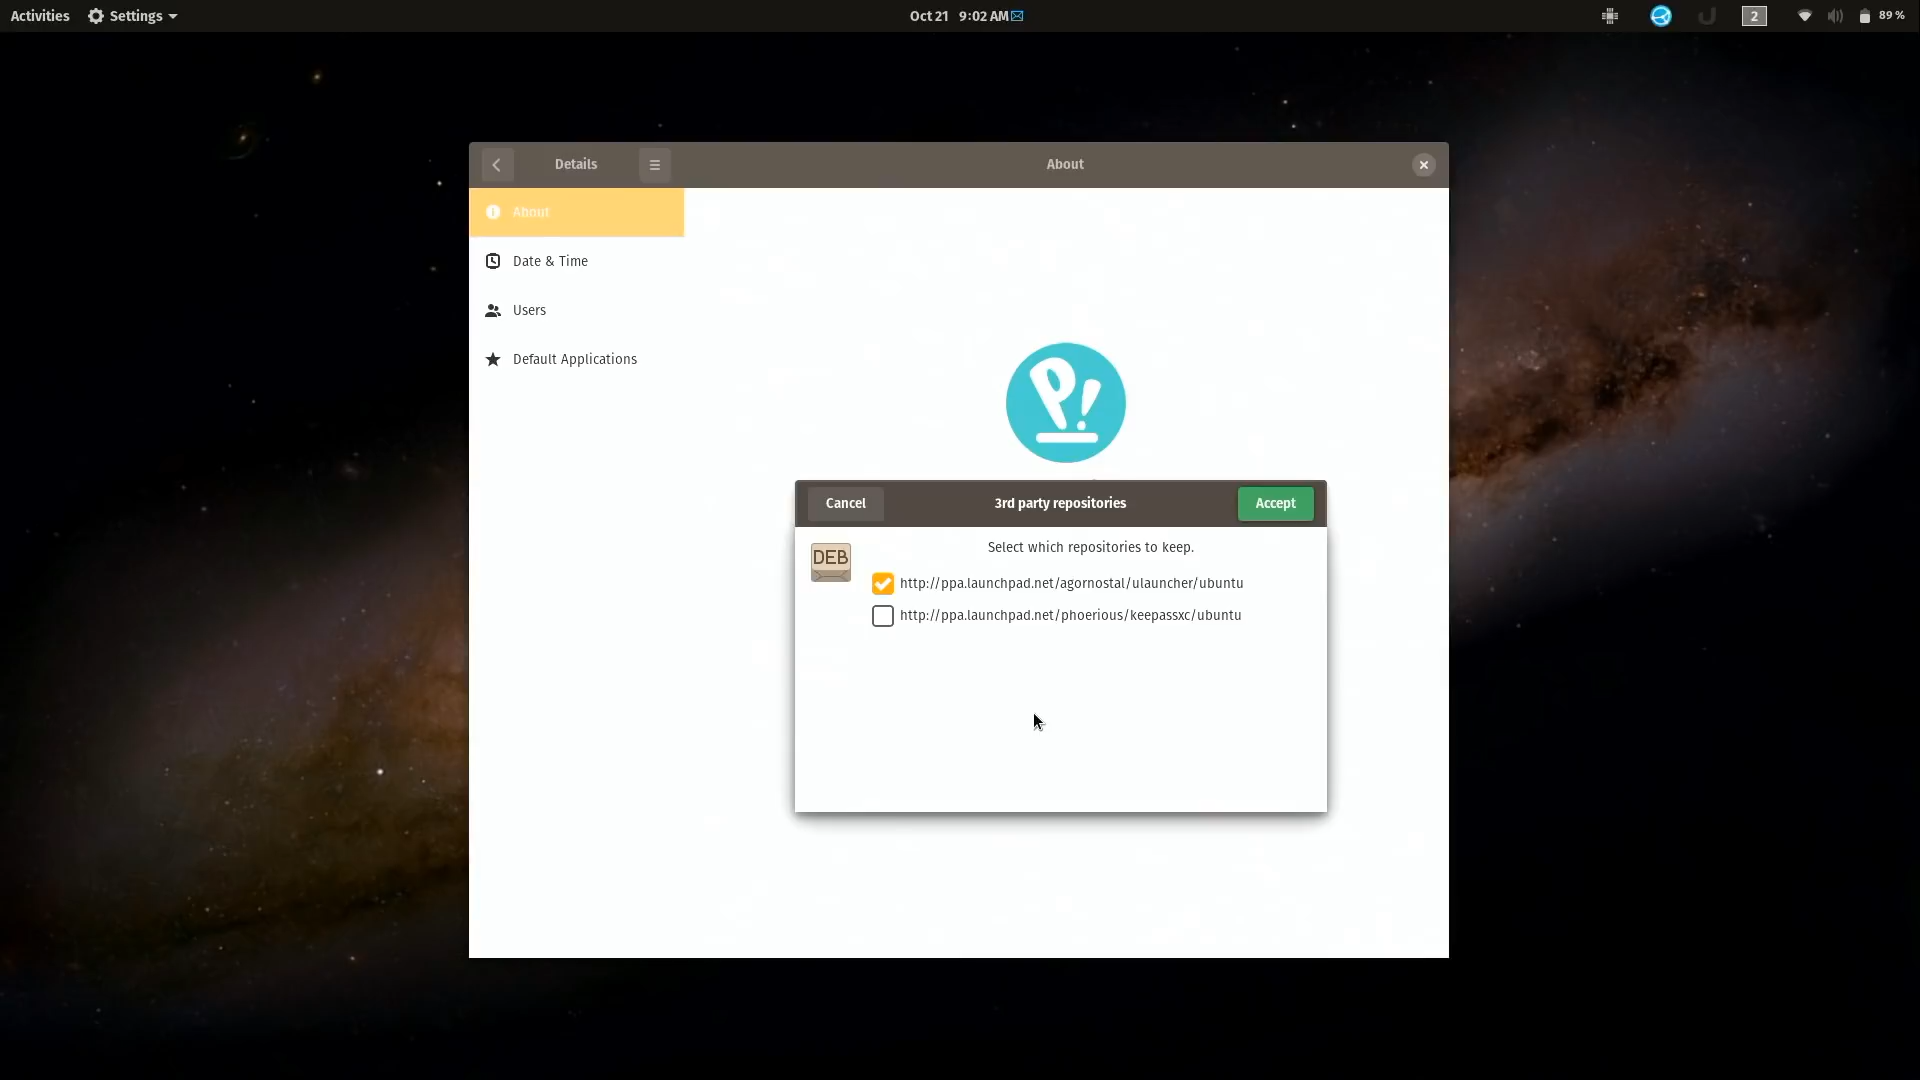 Activities Settings Oct 21 9:02 AM 2 89 %
Details About
About
Date & Time
Users
Default Applications
P!
Cancel 3rd party repositories Accept
DEB
Select which repositories to keep.
http://ppa.launchpad.net/agornostal/ulauncher/ubuntu
http://ppa.launchpad.net/phoerious/keepassxc/ubuntu